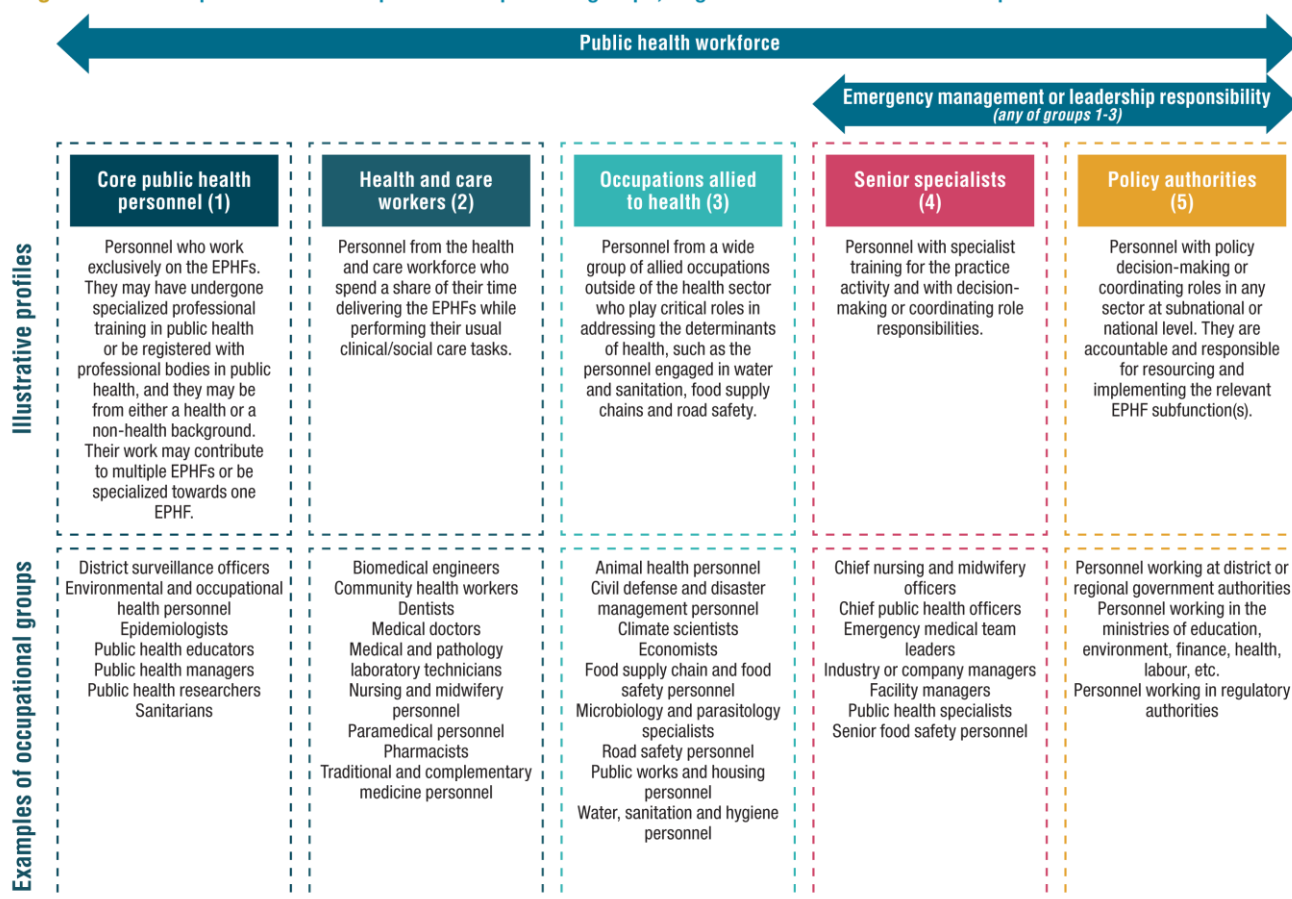 Public health workforce
Emergency management or leadership responsibility
(any of groups 1-3)
Illustrative profiles
Core public health
personnel (1)
Personnel who work
exclusively on the EPHFs.
They may have undergone
specialized professional
training in public health
or be registered with
professional bodies in public
health, and they may be
from either a health or a
non-health background.
Their work may contribute
to multiple EPHFs or be
specialized towards one
EPHF.
Health and care
workers (2)
Personnel from the health
and care workforce who
spend a share of their time
delivering the EPHFs while
performing their usual
clinical/social care tasks.
Occupations allied
to health (3)
Personnel from a wide
group of allied occupations
outside of the health sector
who play critical roles in
addressing the determinants
of health, such as the
personnel engaged in water
and sanitation, food supply
chains and road safety.
Senior specialists
(4)
Personnel with specialist
training for the practice
activity and with decision-
making or coordinating role
responsibilities.
Policy authorities
(5)
Personnel with policy
decision-making or
coordinating roles in any
sector at subnational or
national level. They are
accountable and responsible
for resourcing and
implementing the relevant
EPHF subfunction(s).
Examples of occupational groups
District surveillance officers
Environmental and occupational
health personnel
Epidemiologists
Public health educators
Public health managers
Public health researchers
Sanitarians
Biomedical engineers
Community health workers
Dentists
Medical doctors
Medical and pathology
laboratory technicians
Nursing and midwifery
personnel
Paramedical personnel
Pharmacists
Traditional and complementary
medicine personnel
Animal health personnel
Civil defense and disaster
management personnel
Climate scientists
Economists
Food supply chain and food
safety personnel
Microbiology and parasitology
specialists
Road safety personnel
Public works and housing
personnel
Water, sanitation and hygiene
personnel
Chief nursing and midwifery
officers
Chief public health officers
Emergency medical team
leaders
Industry or company managers
Facility managers
Public health specialists
Senior food safety personnel
Personnel working at district or
regional government authorities
Personnel working in the
ministries of education,
environment, finance, health,
labour, etc.
Personnel working in regulatory
authorities